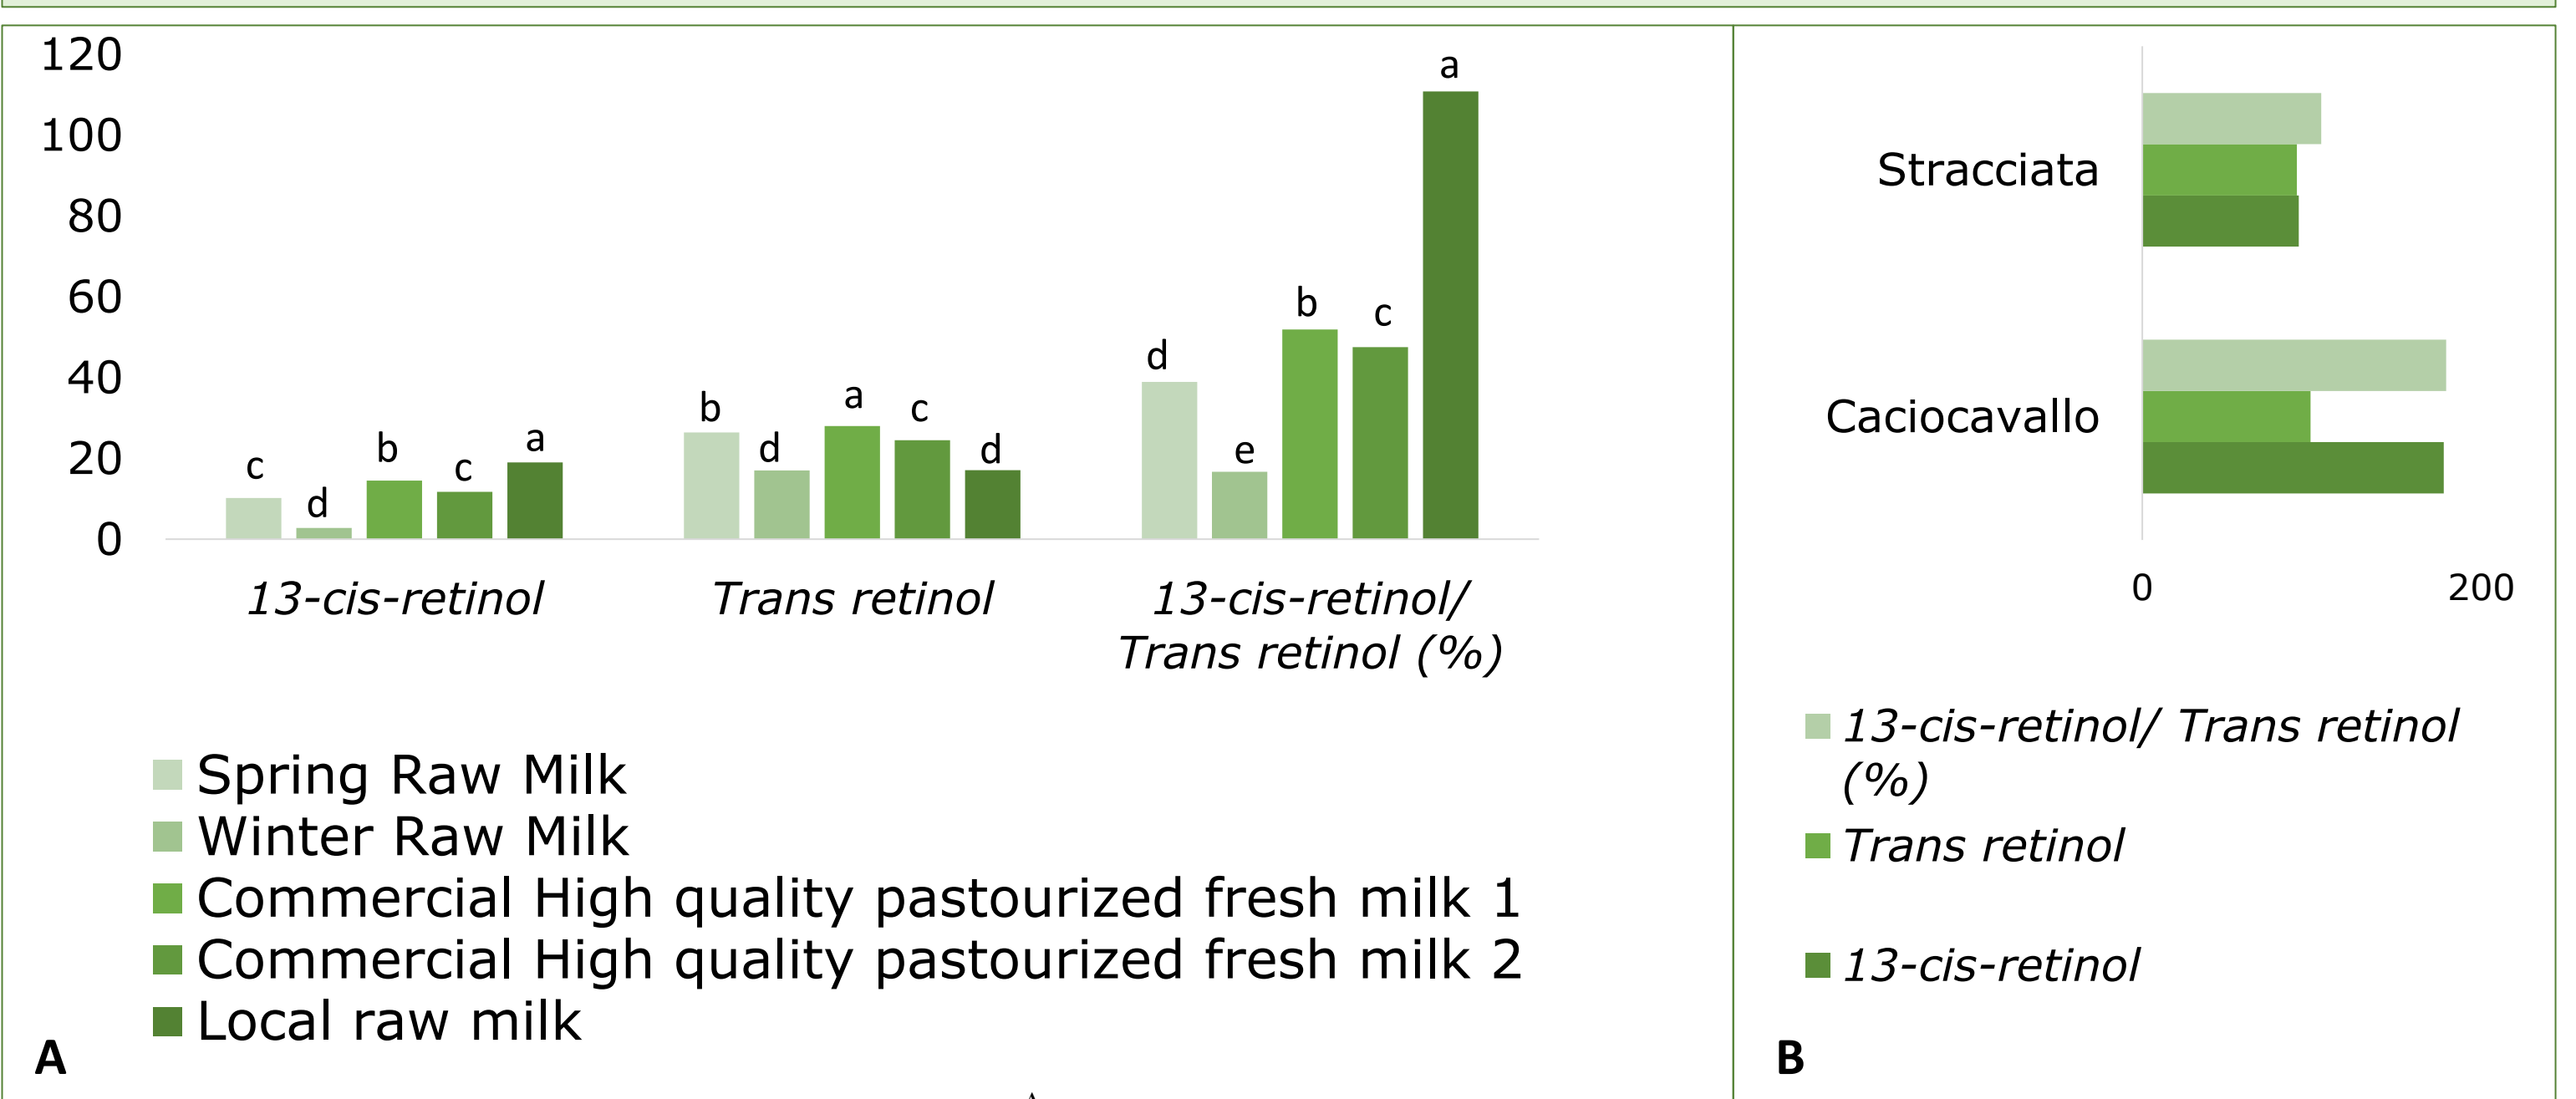 120
100
80
60
40
20
0
c
d
b
c
a
b
d
a
c
d
d
e
b
c
a
13-cis-retinol
Trans retinol
13-cis-retinol/
Trans retinol (%)
Spring Raw Milk
Winter Raw Milk
Commercial High quality pastourized fresh milk 1
Commercial High quality pastourized fresh milk 2
Local raw milk
A
Stracciata
Caciocavallo
0
200
13-cis-retinol/ Trans retinol
(%)
Trans retinol
13-cis-retinol
B